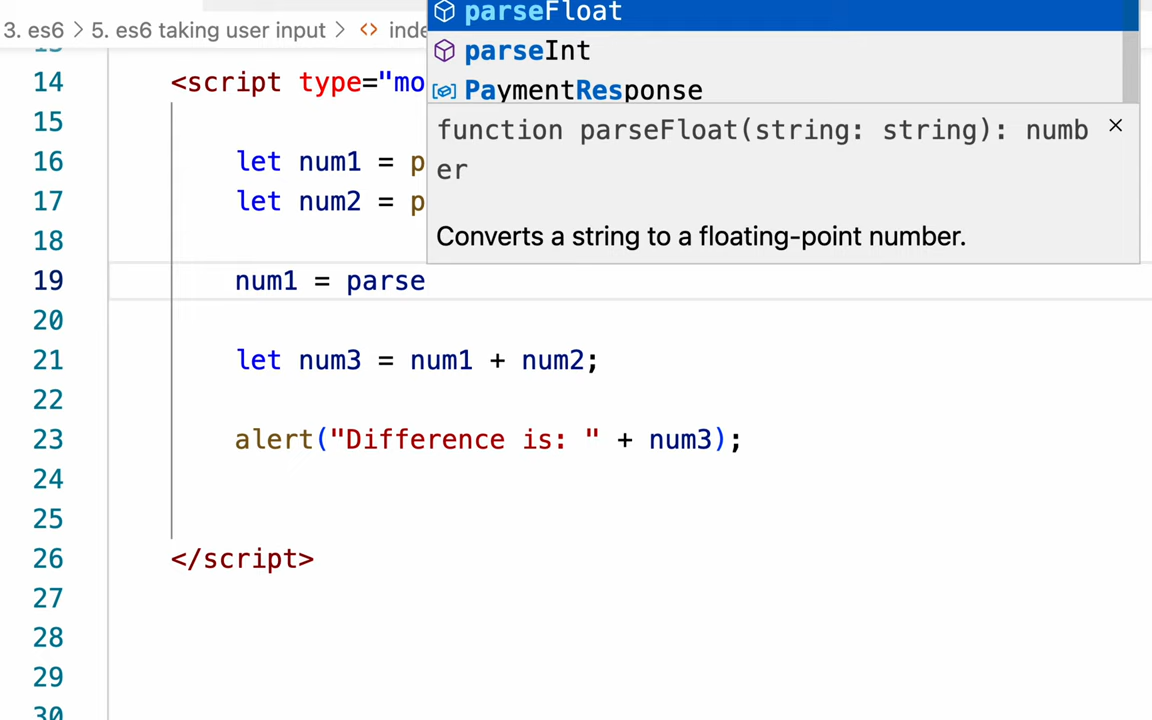 parseFloat
3. es6 > 5. es6 taking user input > <> inde
parseInt
14 <script type="mo
PaymentResponse
15
function parseFloat(string: string): numb
er
16 let num1 = p
17 let num2 = p
18
Converts a string to a floating-point number.
19 num1 = parse
20
21 let num3 = num1 + num2;
22
23 alert("Difference is: " + num3);
24
25
26 </script>
27
28
29
30